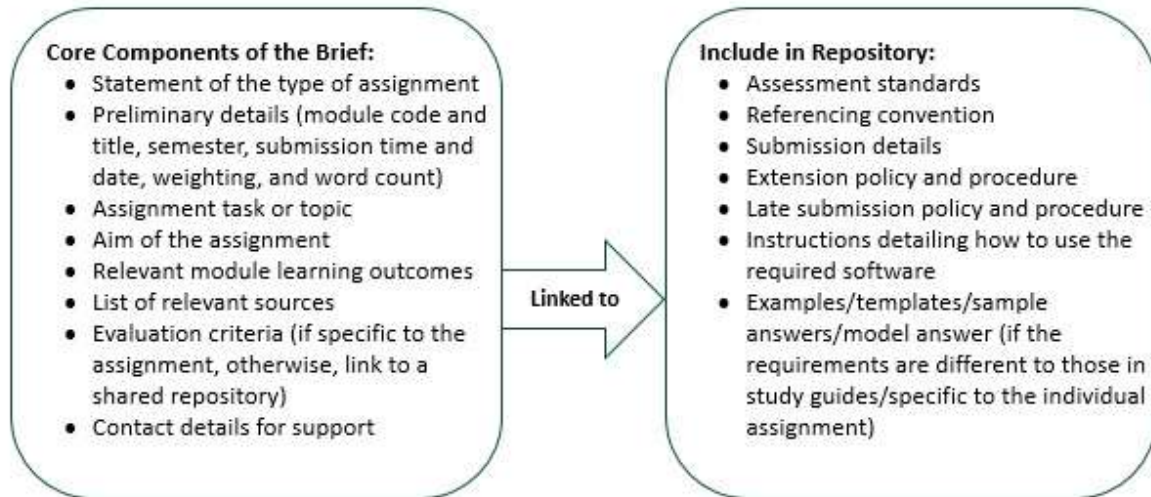 Core Components of the Brief:
• Statement of the type of assignment
• Preliminary details (module code and
title, semester, submission time and
date, weighting, and word count)
• Assignment task or topic
• Aim of the assignment
• Relevant module learning outcomes
• List of relevant sources
• Evaluation criteria (if specific to the
assignment, otherwise, link to a
shared repository)
• Contact details for support
Linked to
Include in Repository:
• Assessment standards
• Referencing convention
• Submission details
• Extension policy and procedure
• Late submission policy and procedure
• Instructions detailing how to use the
required software
• Examples/templates/sample
answers/model answer (if the
requirements are different to those in
study guides/specific to the individual
assignment)